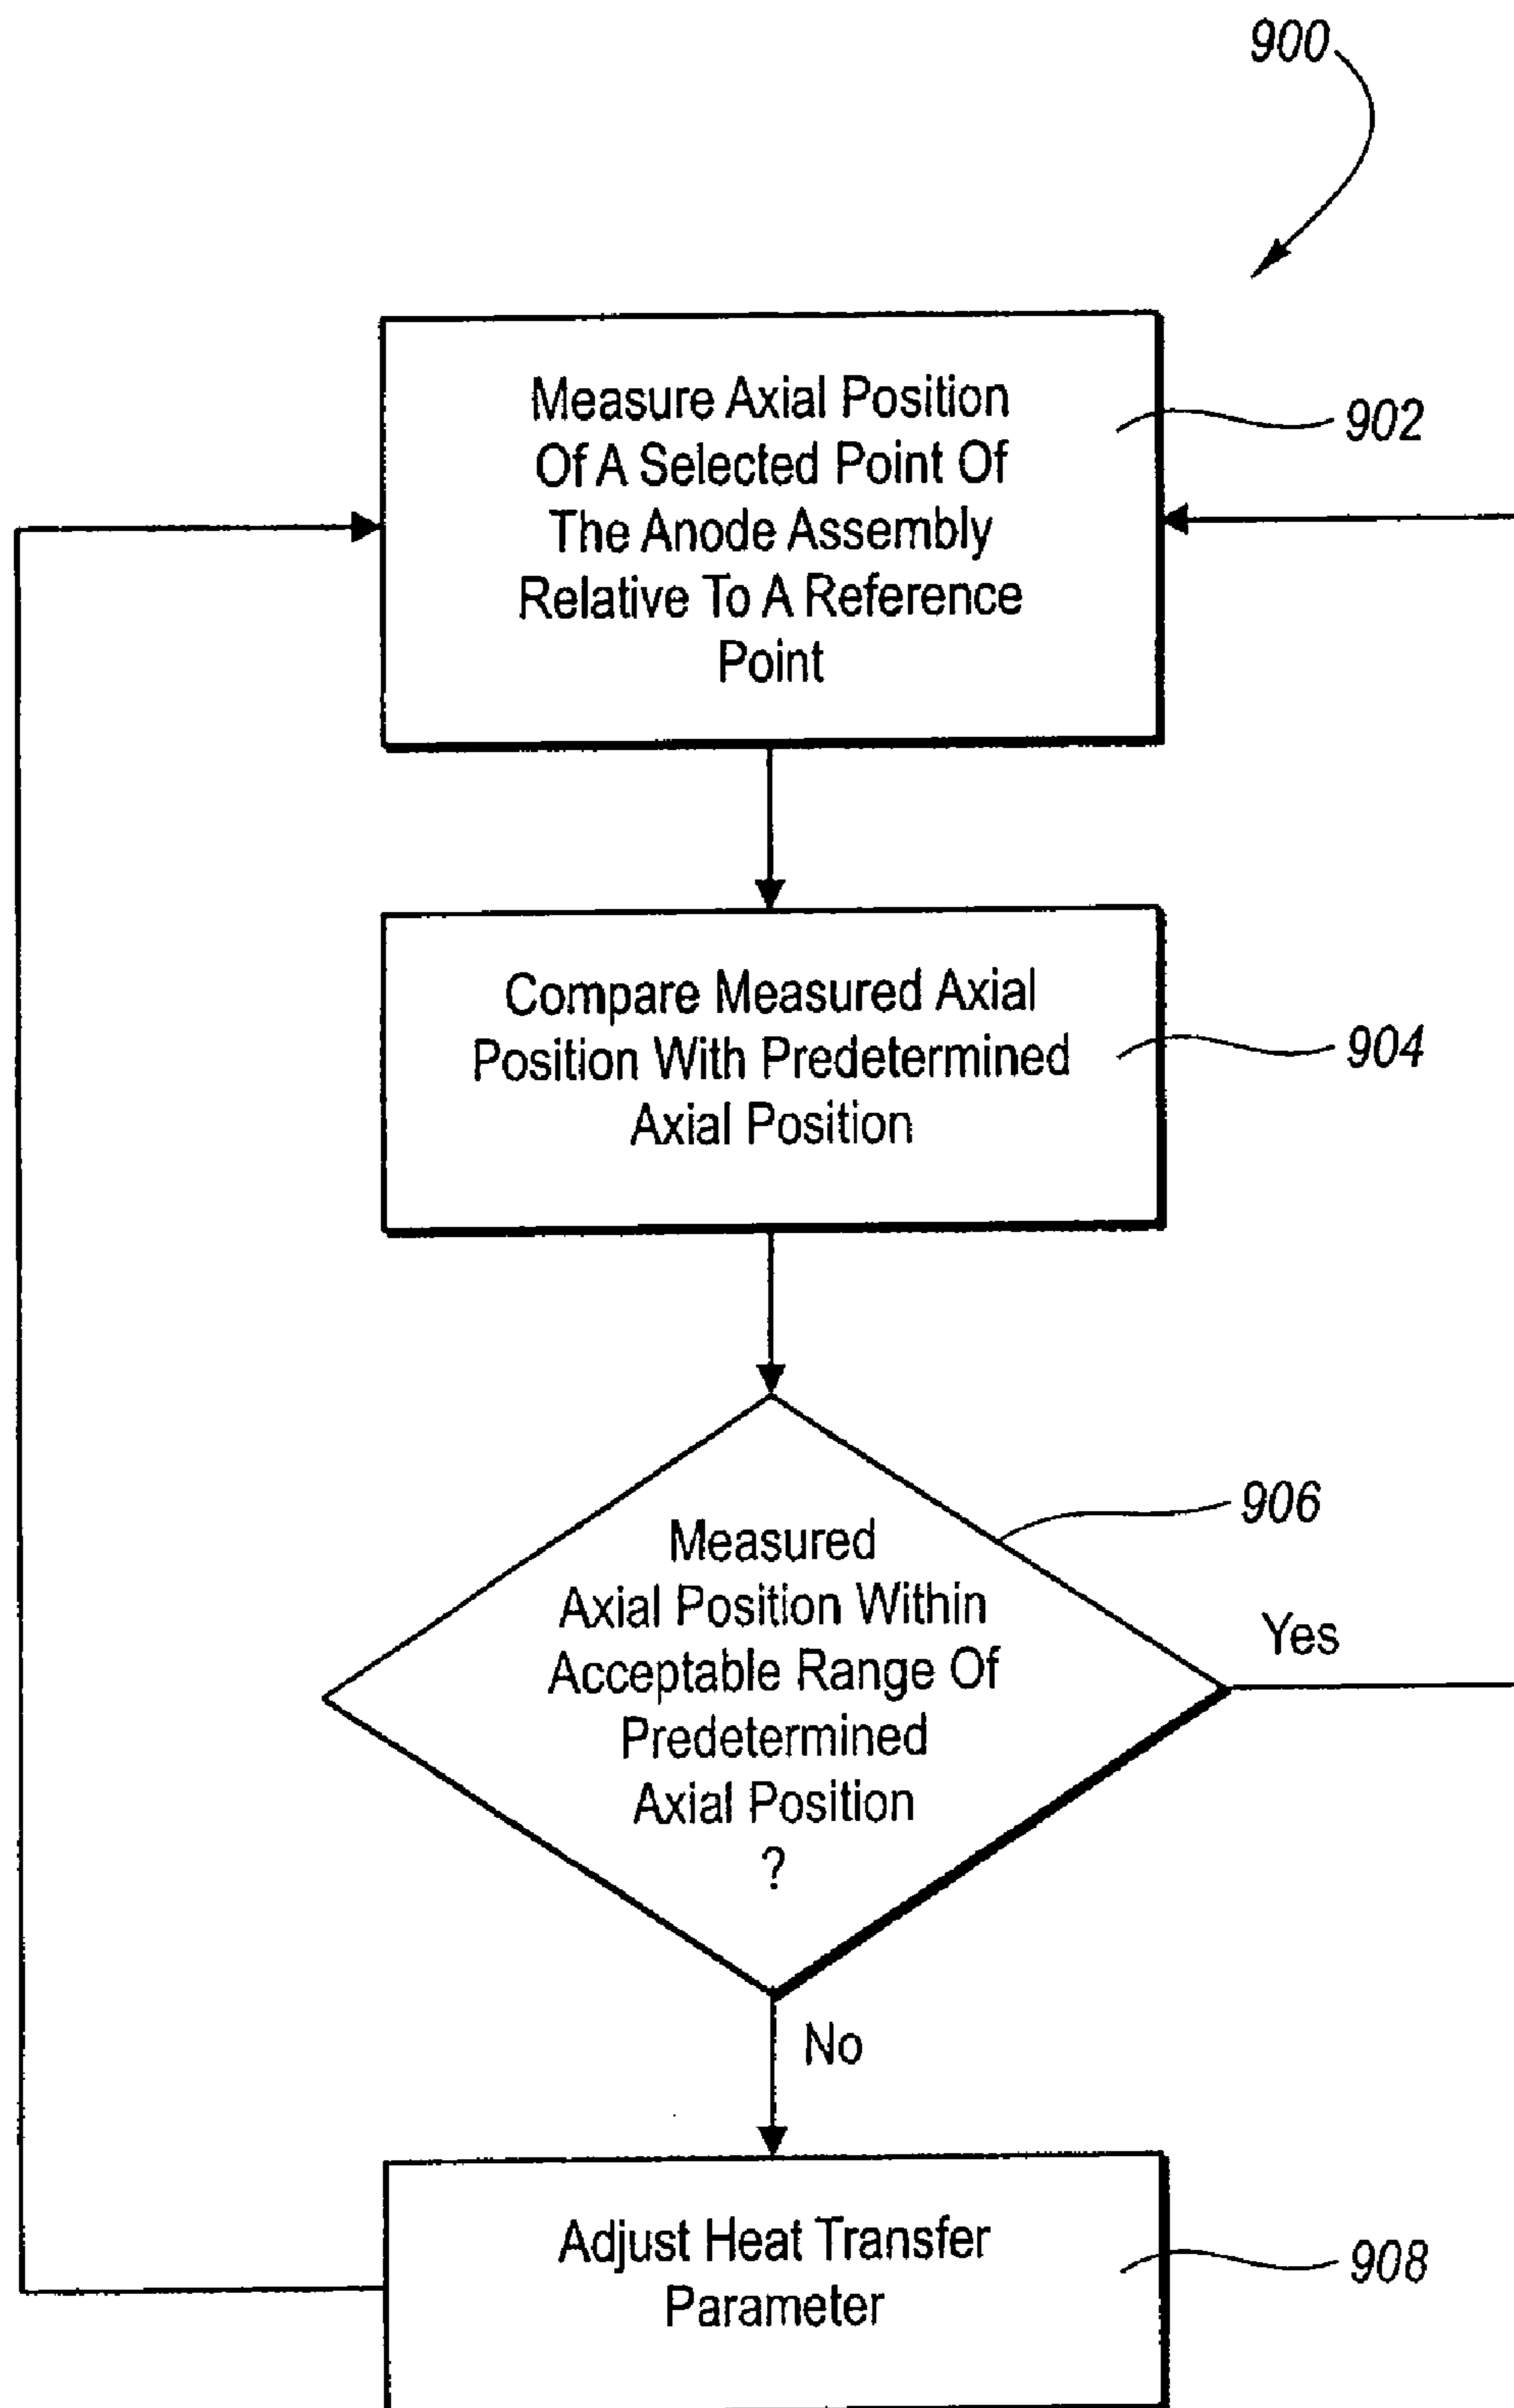 900
Measure Axial Position
Of A Selected Point Of
The Anode Assembly
Relative To A Reference
Point
902
Compare Measured Axial
Position With Predetermined
Axial Position
904
906
Measured
Axial Position Within
Acceptable Range Of
Predetermined
Axial Position
?
Yes
No
Adjust Heat Transfer
Parameter
908